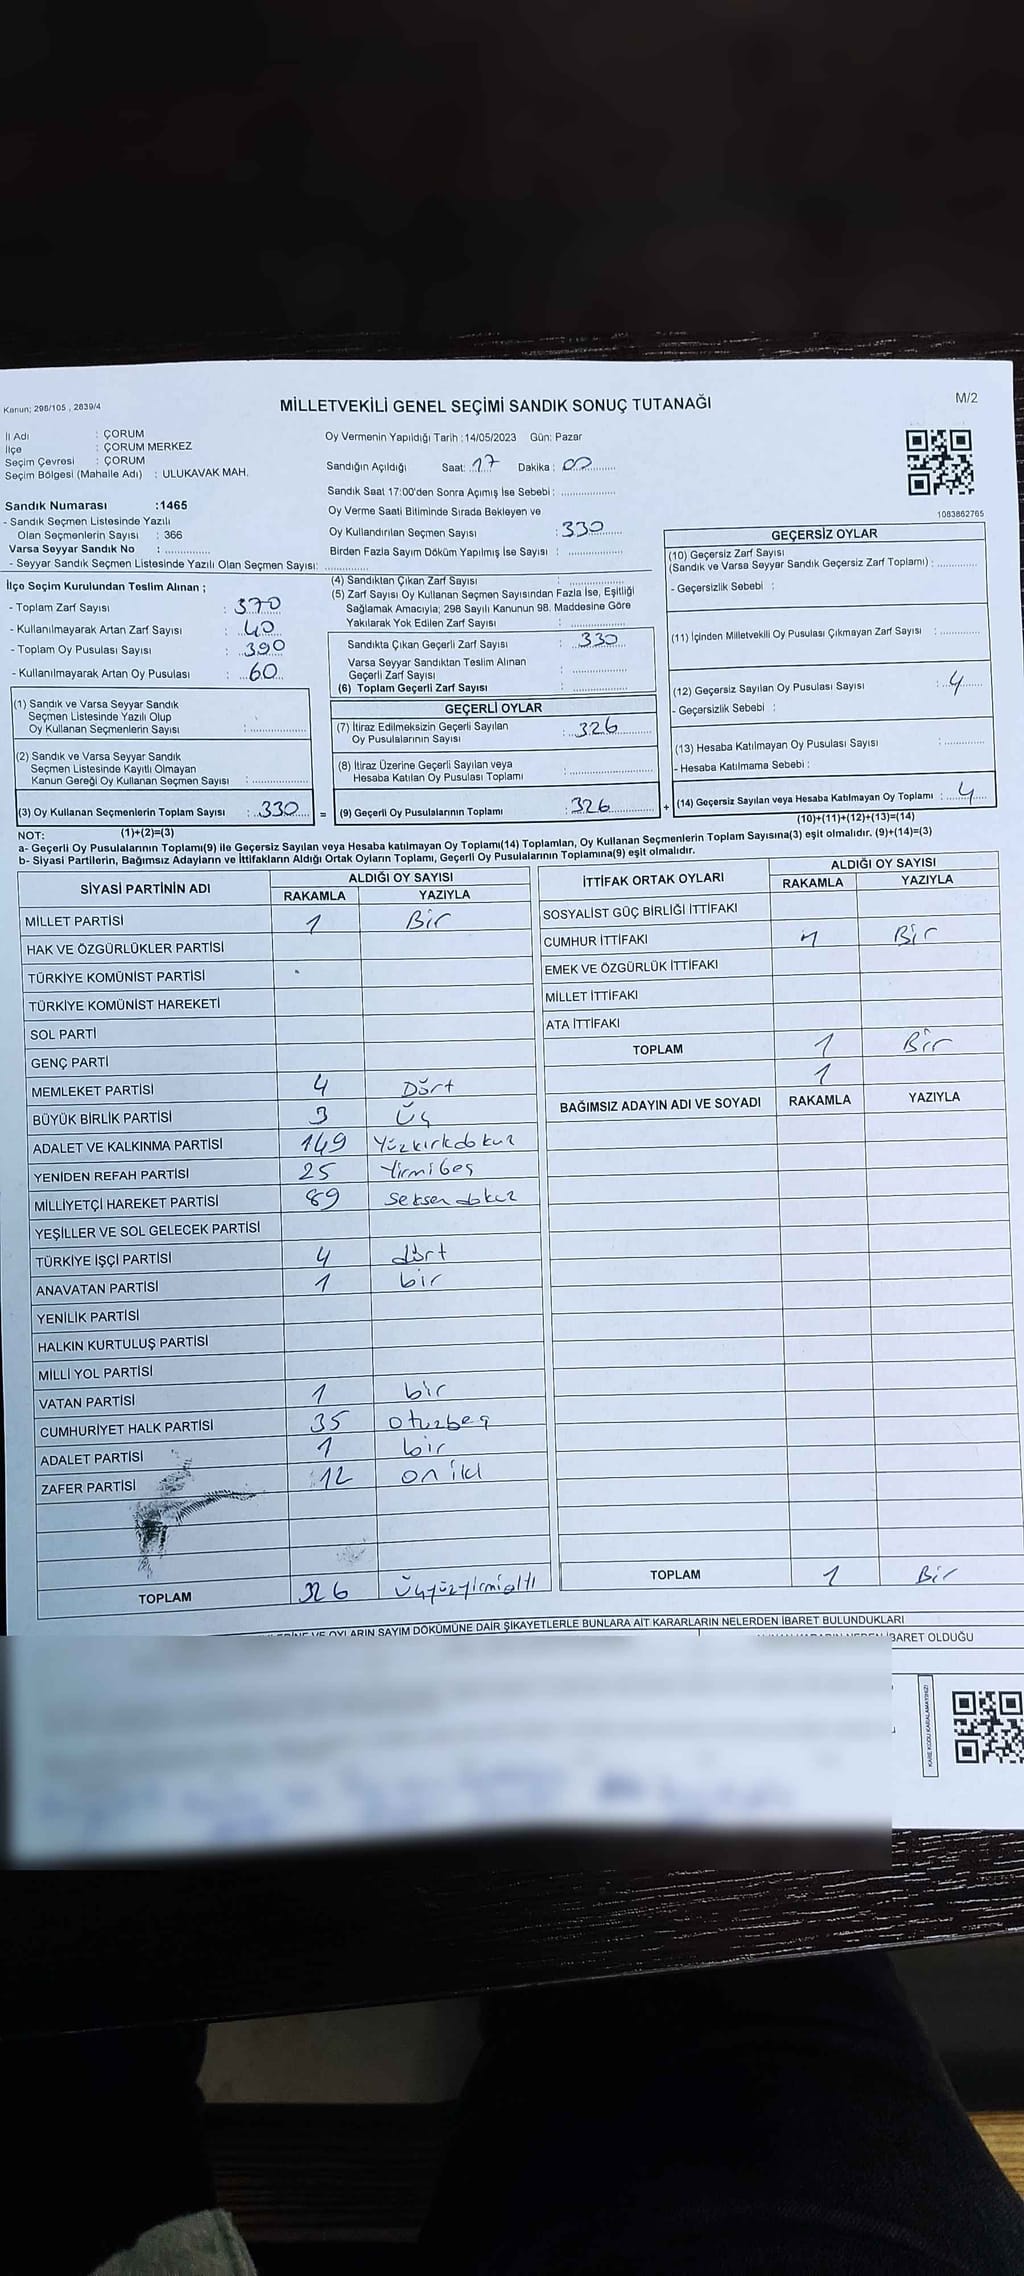 Kanun; 298/105 , 2839/4
MİLLETVEKİLİ GENEL SEÇİMİ SANDIK SONUÇ TUTANAĞI
M/2
İl Adı : ÇORUM
İlçe : ÇORUM MERKEZ
Seçim Çevresi : ÇORUM
Seçim Bölgesi (Mahalle Adı) : ULUKAVAK MAH.
Sandık Numarası :1465
- Sandık Seçmen Listesinde Yazılı
Olan Seçmenlerin Sayısı : 366
Varsa Seyyar Sandık No :
- Seyyar Sandık Seçmen Listesinde Yazılı Olan Seçmen Sayısı:
Oy Vermenin Yapıldığı Tarih :14/05/2023 Gün: Pazar
Sandığın Açıldığı Saat: 17 Dakika : 00
Sandık Saat 17:00'den Sonra Açımış İse Sebebi :
Oy Verme Saati Bitiminde Sırada Bekleyen ve
Oy Kullandırılan Seçmen Sayısı : 330
Birden Fazla Sayım Döküm Yapılmış İse Sayısı :
1083862765
İlçe Seçim Kurulundan Teslim Alınan ;
- Toplam Zarf Sayısı : 370
- Kullanılmayarak Artan Zarf Sayısı : 40
- Toplam Oy Pusulası Sayısı : 390
- Kullanılmayarak Artan Oy Pusulası : 60
(1) Sandık ve Varsa Seyyar Sandık
Seçmen Listesinde Yazılı Olup
Oy Kullanan Seçmenlerin Sayısı :
(2) Sandık ve Varsa Seyyar Sandık
Seçmen Listesinde Kayıtlı Olmayan
Kanun Gereği Oy Kullanan Seçmen Sayısı :
(3) Oy Kullanan Seçmenlerin Toplam Sayısı : 330 =
(1)+(2)=(3)
(4) Sandıktan Çıkan Zarf Sayısı :
(5) Zarf Sayısı Oy Kullanan Seçmen Sayısından Fazla İse, Eşitliği
Sağlamak Amacıyla; 298 Sayılı Kanunun 98. Maddesine Göre
Yakılarak Yok Edilen Zarf Sayısı :
Sandıkta Çıkan Geçerli Zarf Sayısı : 330
Varsa Seyyar Sandıktan Teslim Alınan
Geçerli Zarf Sayısı :
(6) Toplam Geçerli Zarf Sayısı :
GEÇERLİ OYLAR
(7) İtiraz Edilmeksizin Geçerli Sayılan
Oy Pusulalarının Sayısı : 326
(8) İtiraz Üzerine Geçerli Sayılan veya
Hesaba Katılan Oy Pusulası Toplamı :
(9) Geçerli Oy Pusulalarının Toplamı : 326 +
GEÇERSİZ OYLAR
(10) Geçersiz Zarf Sayısı
(Sandık ve Varsa Seyyar Sandık Geçersiz Zarf Toplamı) :
- Geçersizlik Sebebi :
(11) İçinden Milletvekili Oy Pusulası Çıkmayan Zarf Sayısı :
(12) Geçersiz Sayılan Oy Pusulası Sayısı : 4
- Geçersizlik Sebebi :
(13) Hesaba Katılmayan Oy Pusulası Sayısı :
- Hesaba Katılmama Sebebi :
(14) Geçersiz Sayılan veya Hesaba Katılmayan Oy Toplamı : 4
(10)+(11)+(12)+(13)=(14)
NOT:
a- Geçerli Oy Pusulalarının Toplamı(9) ile Geçersiz Sayılan veya Hesaba katılmayan Oy Toplamı(14) Toplamları, Oy Kullanan Seçmenlerin Toplam Sayısına(3) eşit olmalıdır. (9)+(14)=(3)
b- Siyasi Partilerin, Bağımsız Adayların ve İttifakların Aldığı Ortak Oyların Toplamı, Geçerli Oy Pusulalarının Toplamına(9) eşit olmalıdır.
SİYASİ PARTİNİN ADI ALDIĞI OY SAYISI
RAKAMLA YAZIYLA
MİLLET PARTİSİ 1 Bir
HAK VE ÖZGÜRLÜKLER PARTİSİ
TÜRKİYE KOMÜNİST PARTİSİ
TÜRKİYE KOMÜNİST HAREKETİ
SOL PARTİ
GENÇ PARTİ
MEMLEKET PARTİSİ 4 Dört
BÜYÜK BİRLİK PARTİSİ 3 Üç
ADALET VE KALKINMA PARTİSİ 149 Yüzkırkdokuz
YENİDEN REFAH PARTİSİ 25 Yirmibeş
MİLLİYETÇİ HAREKET PARTİSİ 89 Seksendokuz
YEŞİLLER VE SOL GELECEK PARTİSİ
TÜRKİYE İŞÇİ PARTİSİ 4 dört
ANAVATAN PARTİSİ 1 bir
YENİLİK PARTİSİ
HALKIN KURTULUŞ PARTİSİ
MİLLİ YOL PARTİSİ
VATAN PARTİSİ 1 bir
CUMHURİYET HALK PARTİSİ 35 otuzbeş
ADALET PARTİSİ 1 bir
ZAFER PARTİSİ 12 oniki
TOPLAM 326 Üçyüzyirmialtı
İTTİFAK ORTAK OYLARI ALDIĞI OY SAYISI
RAKAMLA YAZIYLA
SOSYALİST GÜÇ BİRLİĞİ İTTİFAKI
CUMHUR İTTİFAKI 1 Bir
EMEK VE ÖZGÜRLÜK İTTİFAKI
MİLLET İTTİFAKI
ATA İTTİFAKI
TOPLAM 1 Bir
1
BAĞIMSIZ ADAYIN ADI VE SOYADI RAKAMLA YAZIYLA
TOPLAM 1 Bir
VE OYLARIN SAYIM DÖKÜMÜNE DAİR ŞİKAYETLERLE BUNLARA AİT KARARLARIN NELERDEN İBARET BULUNDUKLARI
İBARET OLDUĞU
KARE KODU KARALAMAYINIZ!